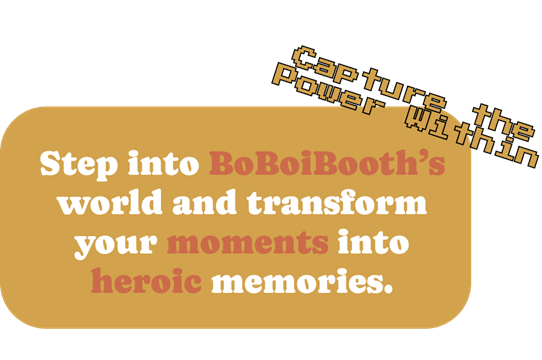 Capture the
Power Within
Step into BoBoiBooth's
world and transform
your moments into
heroic memories.